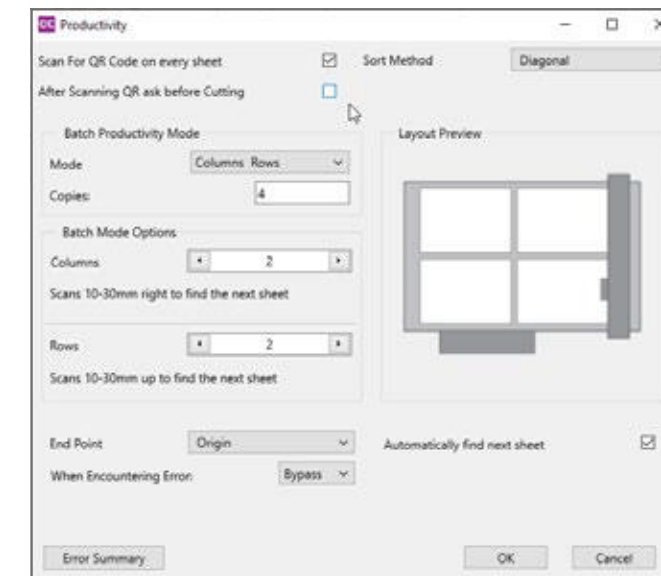 CC Productivity
Scan For QR Code on every sheet
Sort Method Diagonal
After Scanning QR ask before Cutting
Batch Productivity Mode
Layout Preview
Mode Columns Rows
Copies: 4
Batch Mode Options
Columns 2
Scans 10-30mm right to find the next sheet
Rows 2
Scans 10-30mm up to find the next sheet
End Point Origin
Automatically find next sheet
When Encountering Error: Bypass
Error Summary
OK
Cancel